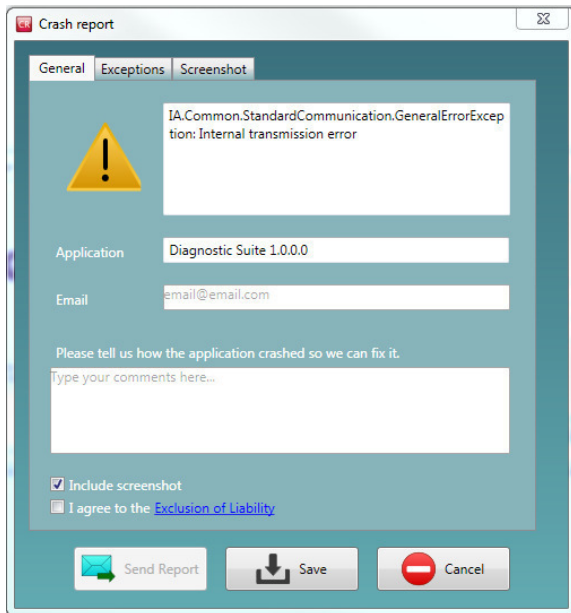 CK Crash report
General Exceptions Screenshot
IA.Common.StandardCommunication.GeneralErrorExcep
tion: Internal transmission error
Application Diagnostic Suite 1.0.0.0
Email email@email.com
Please tell us how the application crashed so we can fix it.
Type your comments here...
Include screenshot
I agree to the Exclusion of Liability
Send Report Save Cancel